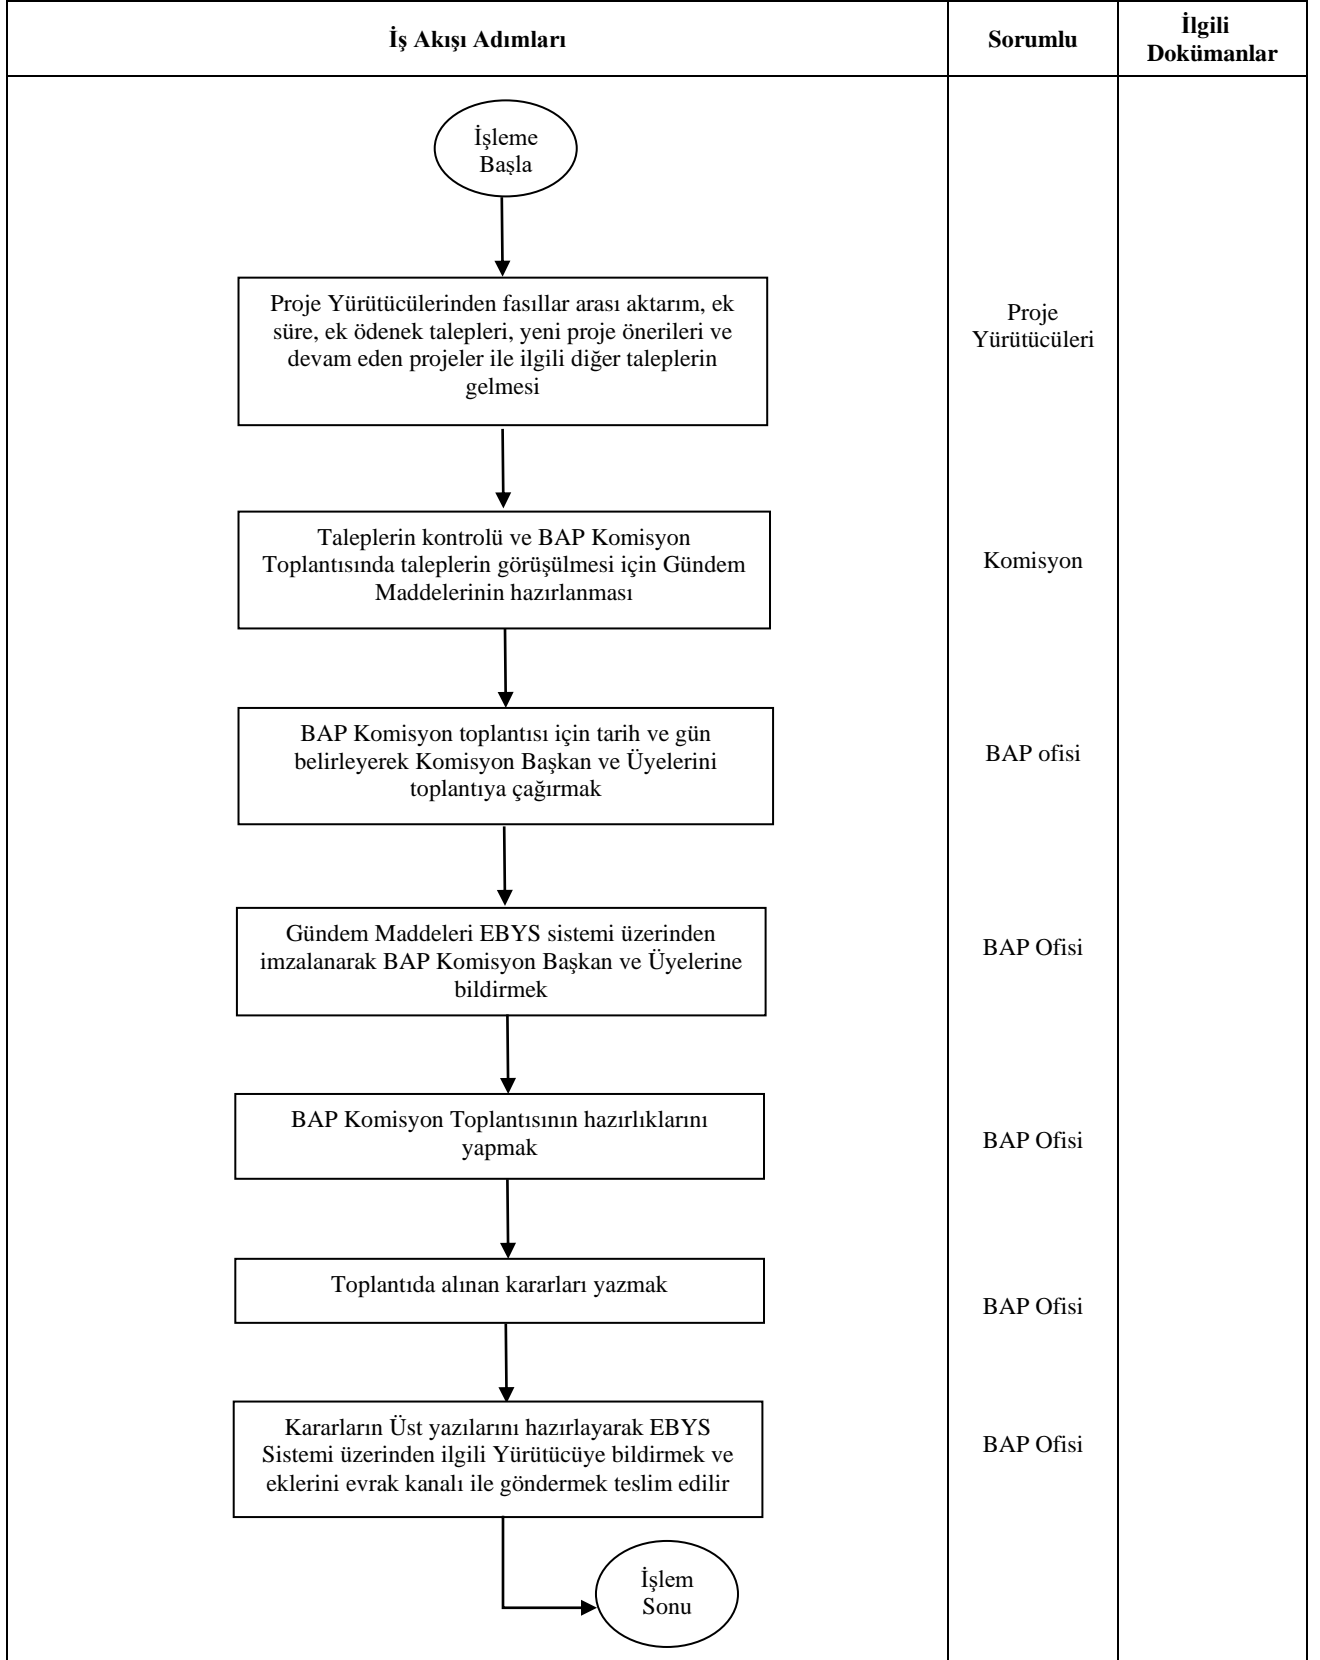 İş Akışı Adımları
Sorumlu
İlgili
Dokümanlar
İşleme
Başla
Proje Yürütücülerinden fasıllar arası aktarım, ek
süre, ek ödenek talepleri, yeni proje önerileri ve
devam eden projeler ile ilgili diğer taleplerin
gelmesi
Proje
Yürütücüleri
Taleplerin kontrolü ve BAP Komisyon
Toplantısında taleplerin görüşülmesi için Gündem
Maddelerinin hazırlanması
Komisyon
BAP Komisyon toplantısı için tarih ve gün
belirleyerek Komisyon Başkan ve Üyelerini
toplantıya çağırmak
BAP ofisi
Gündem Maddeleri EBYS sistemi üzerinden
imzalanarak BAP Komisyon Başkan ve Üyelerine
bildirmek
BAP Ofisi
BAP Komisyon Toplantısının hazırlıklarını
yapmak
BAP Ofisi
Toplantıda alınan kararları yazmak
BAP Ofisi
Kararların Üst yazılarını hazırlayarak EBYS
Sistemi üzerinden ilgili Yürütücüye bildirmek ve
eklerini evrak kanalı ile göndermek teslim edilir
BAP Ofisi
İşlem
Sonu